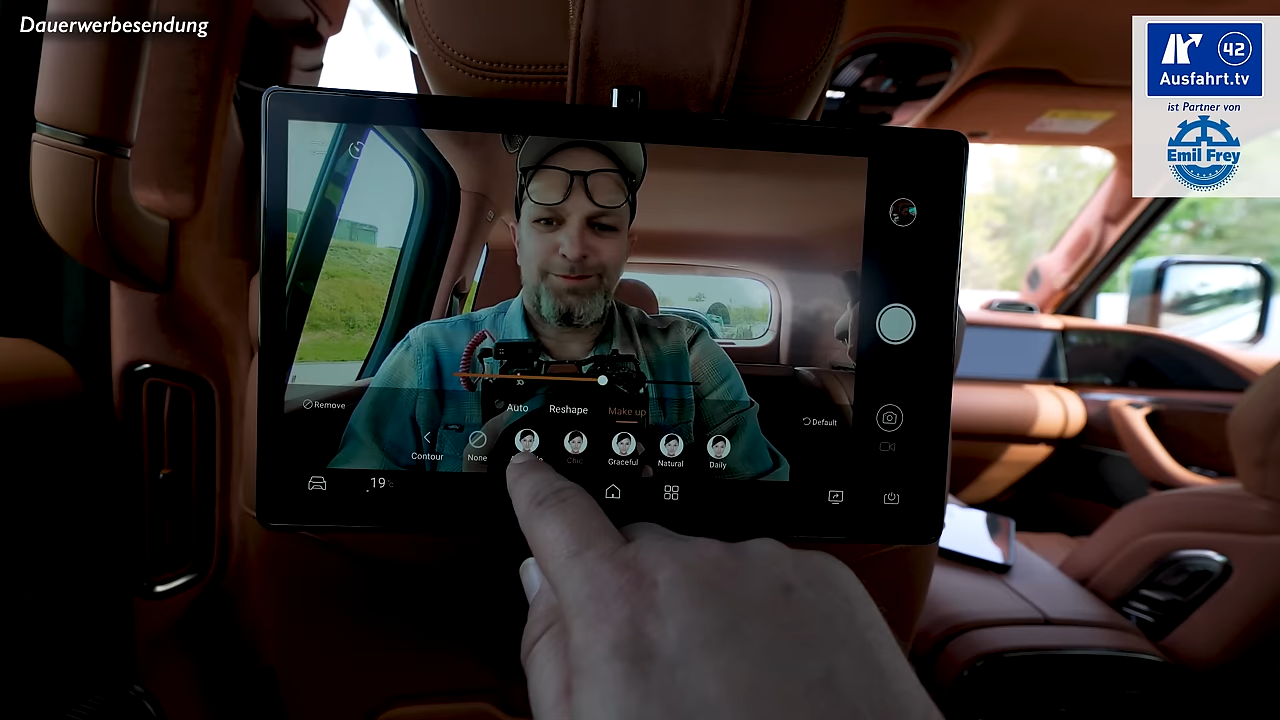 Dauerwerbesendung
42
Ausfahrt.tv
ist Partner von
Emil Frey
Remove
Auto
Reshape
Make up
Default
Contour
None
Chic
Graceful
Natural
Daily
19